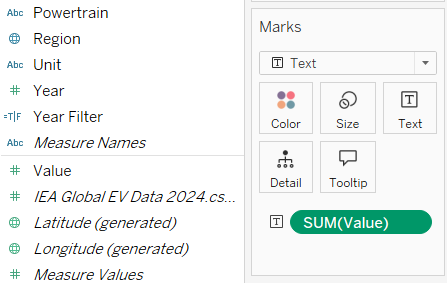 Abc Powertrain
Region
Abc Unit
# Year
=T|F Year Filter
Abc Measure Names
# Value
# IEA Global EV Data 2024.cs...
Latitude (generated)
Longitude (generated)
# Measure Values
Marks
T Text
Color Size T Text
Detail Tooltip
T SUM(Value)